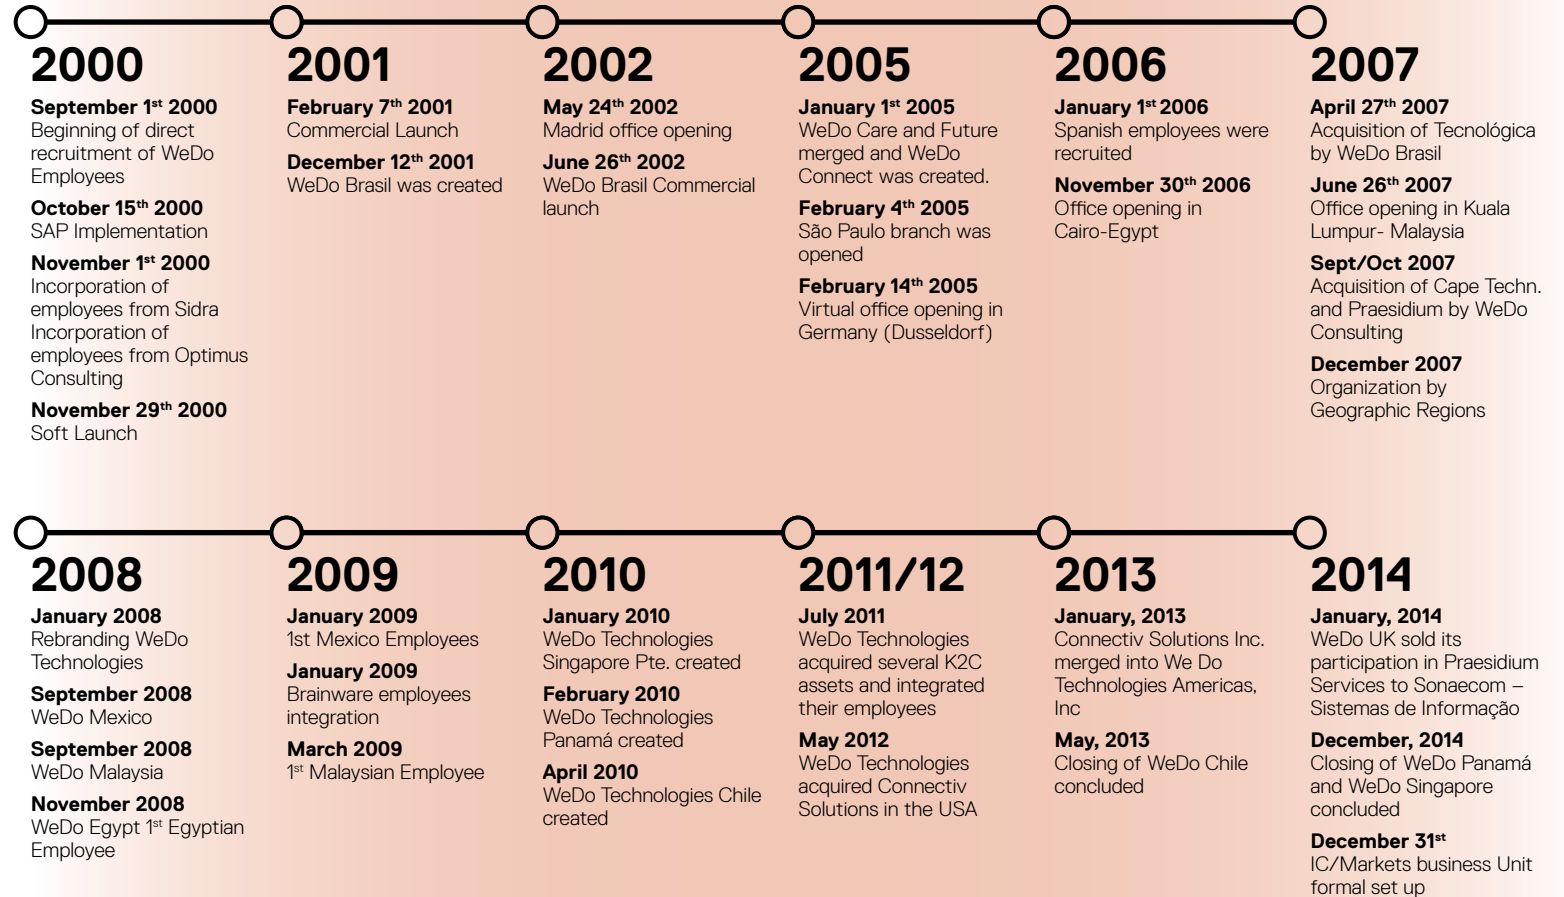 2000
September 1st 2000
Beginning of direct
recruitment of WeDo
Employees
October 15th 2000
SAP Implementation
November 1st 2000
Incorporation of
employees from Sidra
Incorporation of
employees from Optimus
Consulting
November 29th 2000
Soft Launch
2001
February 7th 2001
Commercial Launch
December 12th 2001
WeDo Brasil was created
2002
May 24th 2002
Madrid office opening
June 26th 2002
WeDo Brasil Commercial
launch
2005
January 1st 2005
WeDo Care and Future
merged and WeDo
Connect was created.
February 4th 2005
São Paulo branch was
opened
February 14th 2005
Virtual office opening in
Germany (Dusseldorf)
2006
January 1st 2006
Spanish employees were
recruited
November 30th 2006
Office opening in
Cairo-Egypt
2007
April 27th 2007
Acquisition of Tecnológica
by WeDo Brasil
June 26th 2007
Office opening in Kuala
Lumpur- Malaysia
Sept/Oct 2007
Acquisition of Cape Techn.
and Praesidium by WeDo
Consulting
December 2007
Organization by
Geographic Regions
2008
January 2008
Rebranding WeDo
Technologies
September 2008
WeDo Mexico
September 2008
WeDo Malaysia
November 2008
WeDo Egypt 1st Egyptian
Employee
2009
January 2009
1st Mexico Employees
January 2009
Brainware employees
integration
March 2009
1st Malaysian Employee
2010
January 2010
WeDo Technologies
Singapore Pte. created
February 2010
WeDo Technologies
Panamá created
April 2010
WeDo Technologies Chile
created
2011/12
July 2011
WeDo Technologies
acquired several K2C
assets and integrated
their employees
May 2012
WeDo Technologies
acquired Connectiv
Solutions in the USA
2013
January, 2013
Connectiv Solutions Inc.
merged into We Do
Technologies Americas,
Inc
May, 2013
Closing of WeDo Chile
concluded
2014
January, 2014
WeDo UK sold its
participation in Praesidium
Services to Sonaecom –
Sistemas de Informação
December, 2014
Closing of WeDo Panamá
and WeDo Singapore
concluded
December 31st
IC/Markets business Unit
formal set up